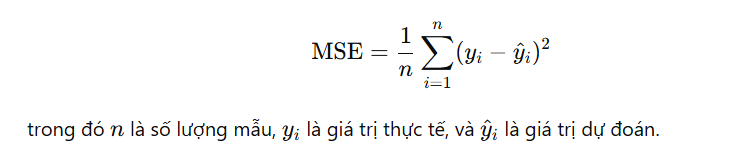 MSE = \frac{1}{n} \sum_{i=1}^{n} (y_i - \hat{y}_i)^2
trong đó n là số lượng mẫu, y_i là giá trị thực tế, và \hat{y}_i là giá trị dự đoán.